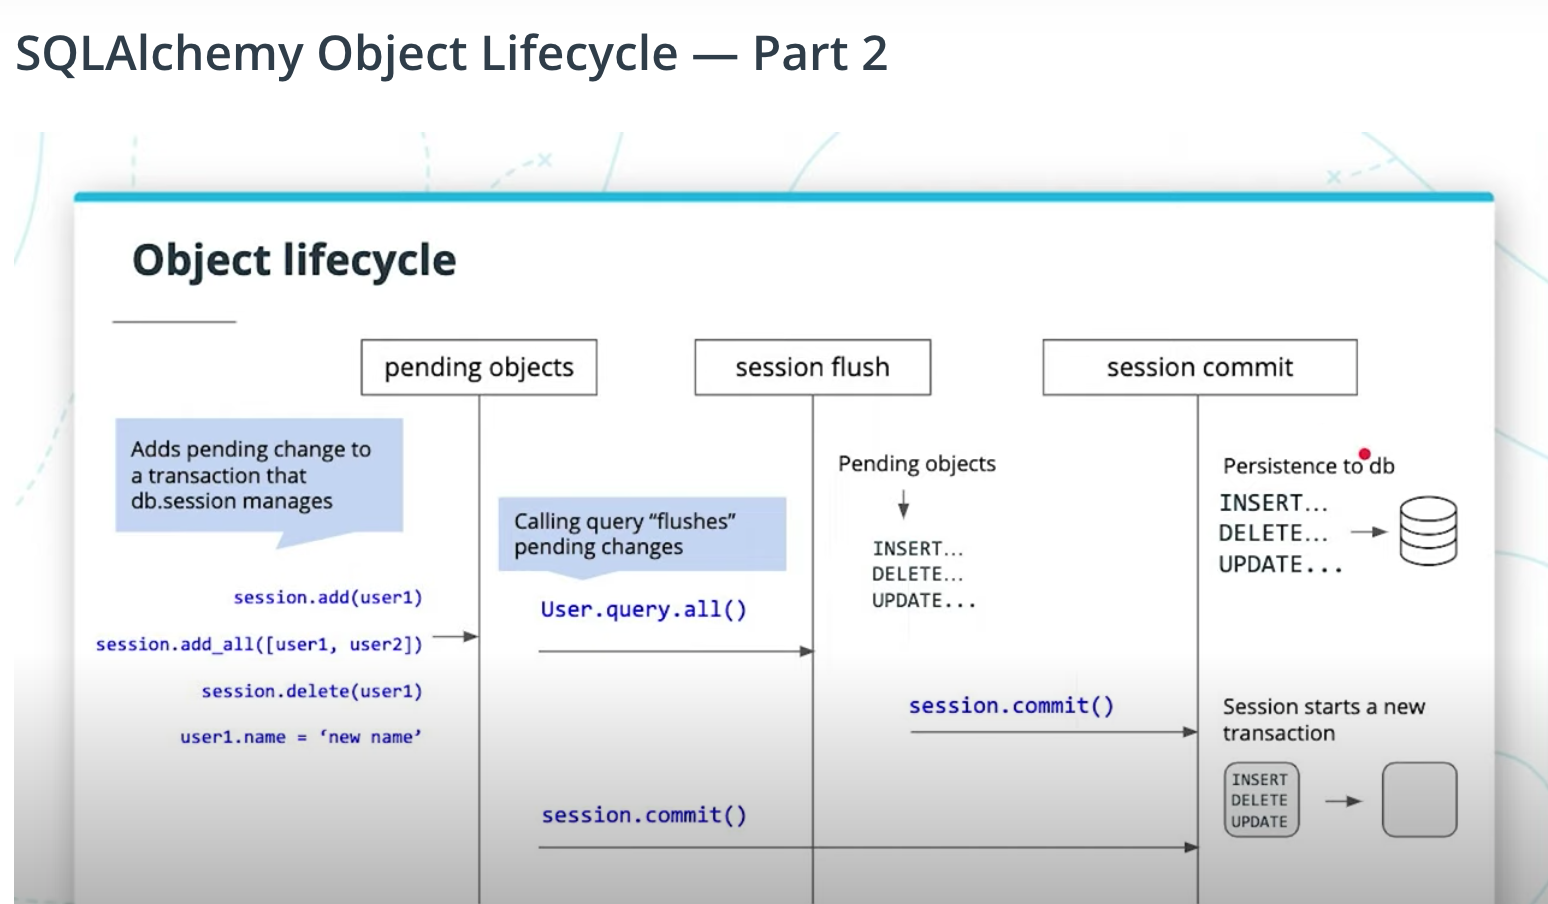 SQLAlchemy Object Lifecycle — Part 2
Object lifecycle
pending objects
session flush
session commit
Adds pending change to
a transaction that
db.session manages
session.add(user1)
session.add_all([user1, user2])
session.delete(user1)
user1.name = ‘new name’
Calling query “flushes”
pending changes
User.query.all()
session.commit()
Pending objects
INSERT...
DELETE...
UPDATE...
session.commit()
Persistence to db
INSERT...
DELETE...
UPDATE...
Session starts a new
transaction
INSERT
DELETE
UPDATE